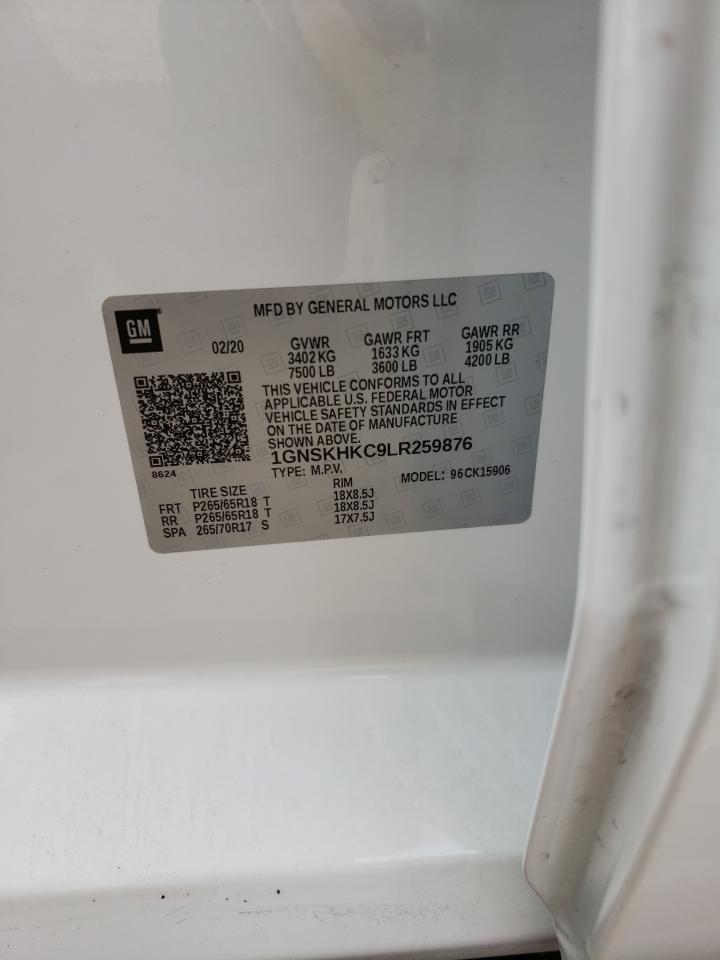 GM
MFD BY GENERAL MOTORS LLC
02/20 GVWR GAWR FRT GAWR RR
3402 KG 1633 KG 1905 KG
7500 LB 3600 LB 4200 LB
THIS VEHICLE CONFORMS TO ALL
APPLICABLE U.S. FEDERAL MOTOR
VEHICLE SAFETY STANDARDS IN EFFECT
ON THE DATE OF MANUFACTURE
SHOWN ABOVE.
1GNSKHKC9LR259876
8624
TYPE: M.P.V. MODEL: 96CK15906
TIRE SIZE RIM
FRT P265/65R18 T 18X8.5J
RR P265/65R18 T 18X8.5J
SPA 265/70R17 S 17X7.5J